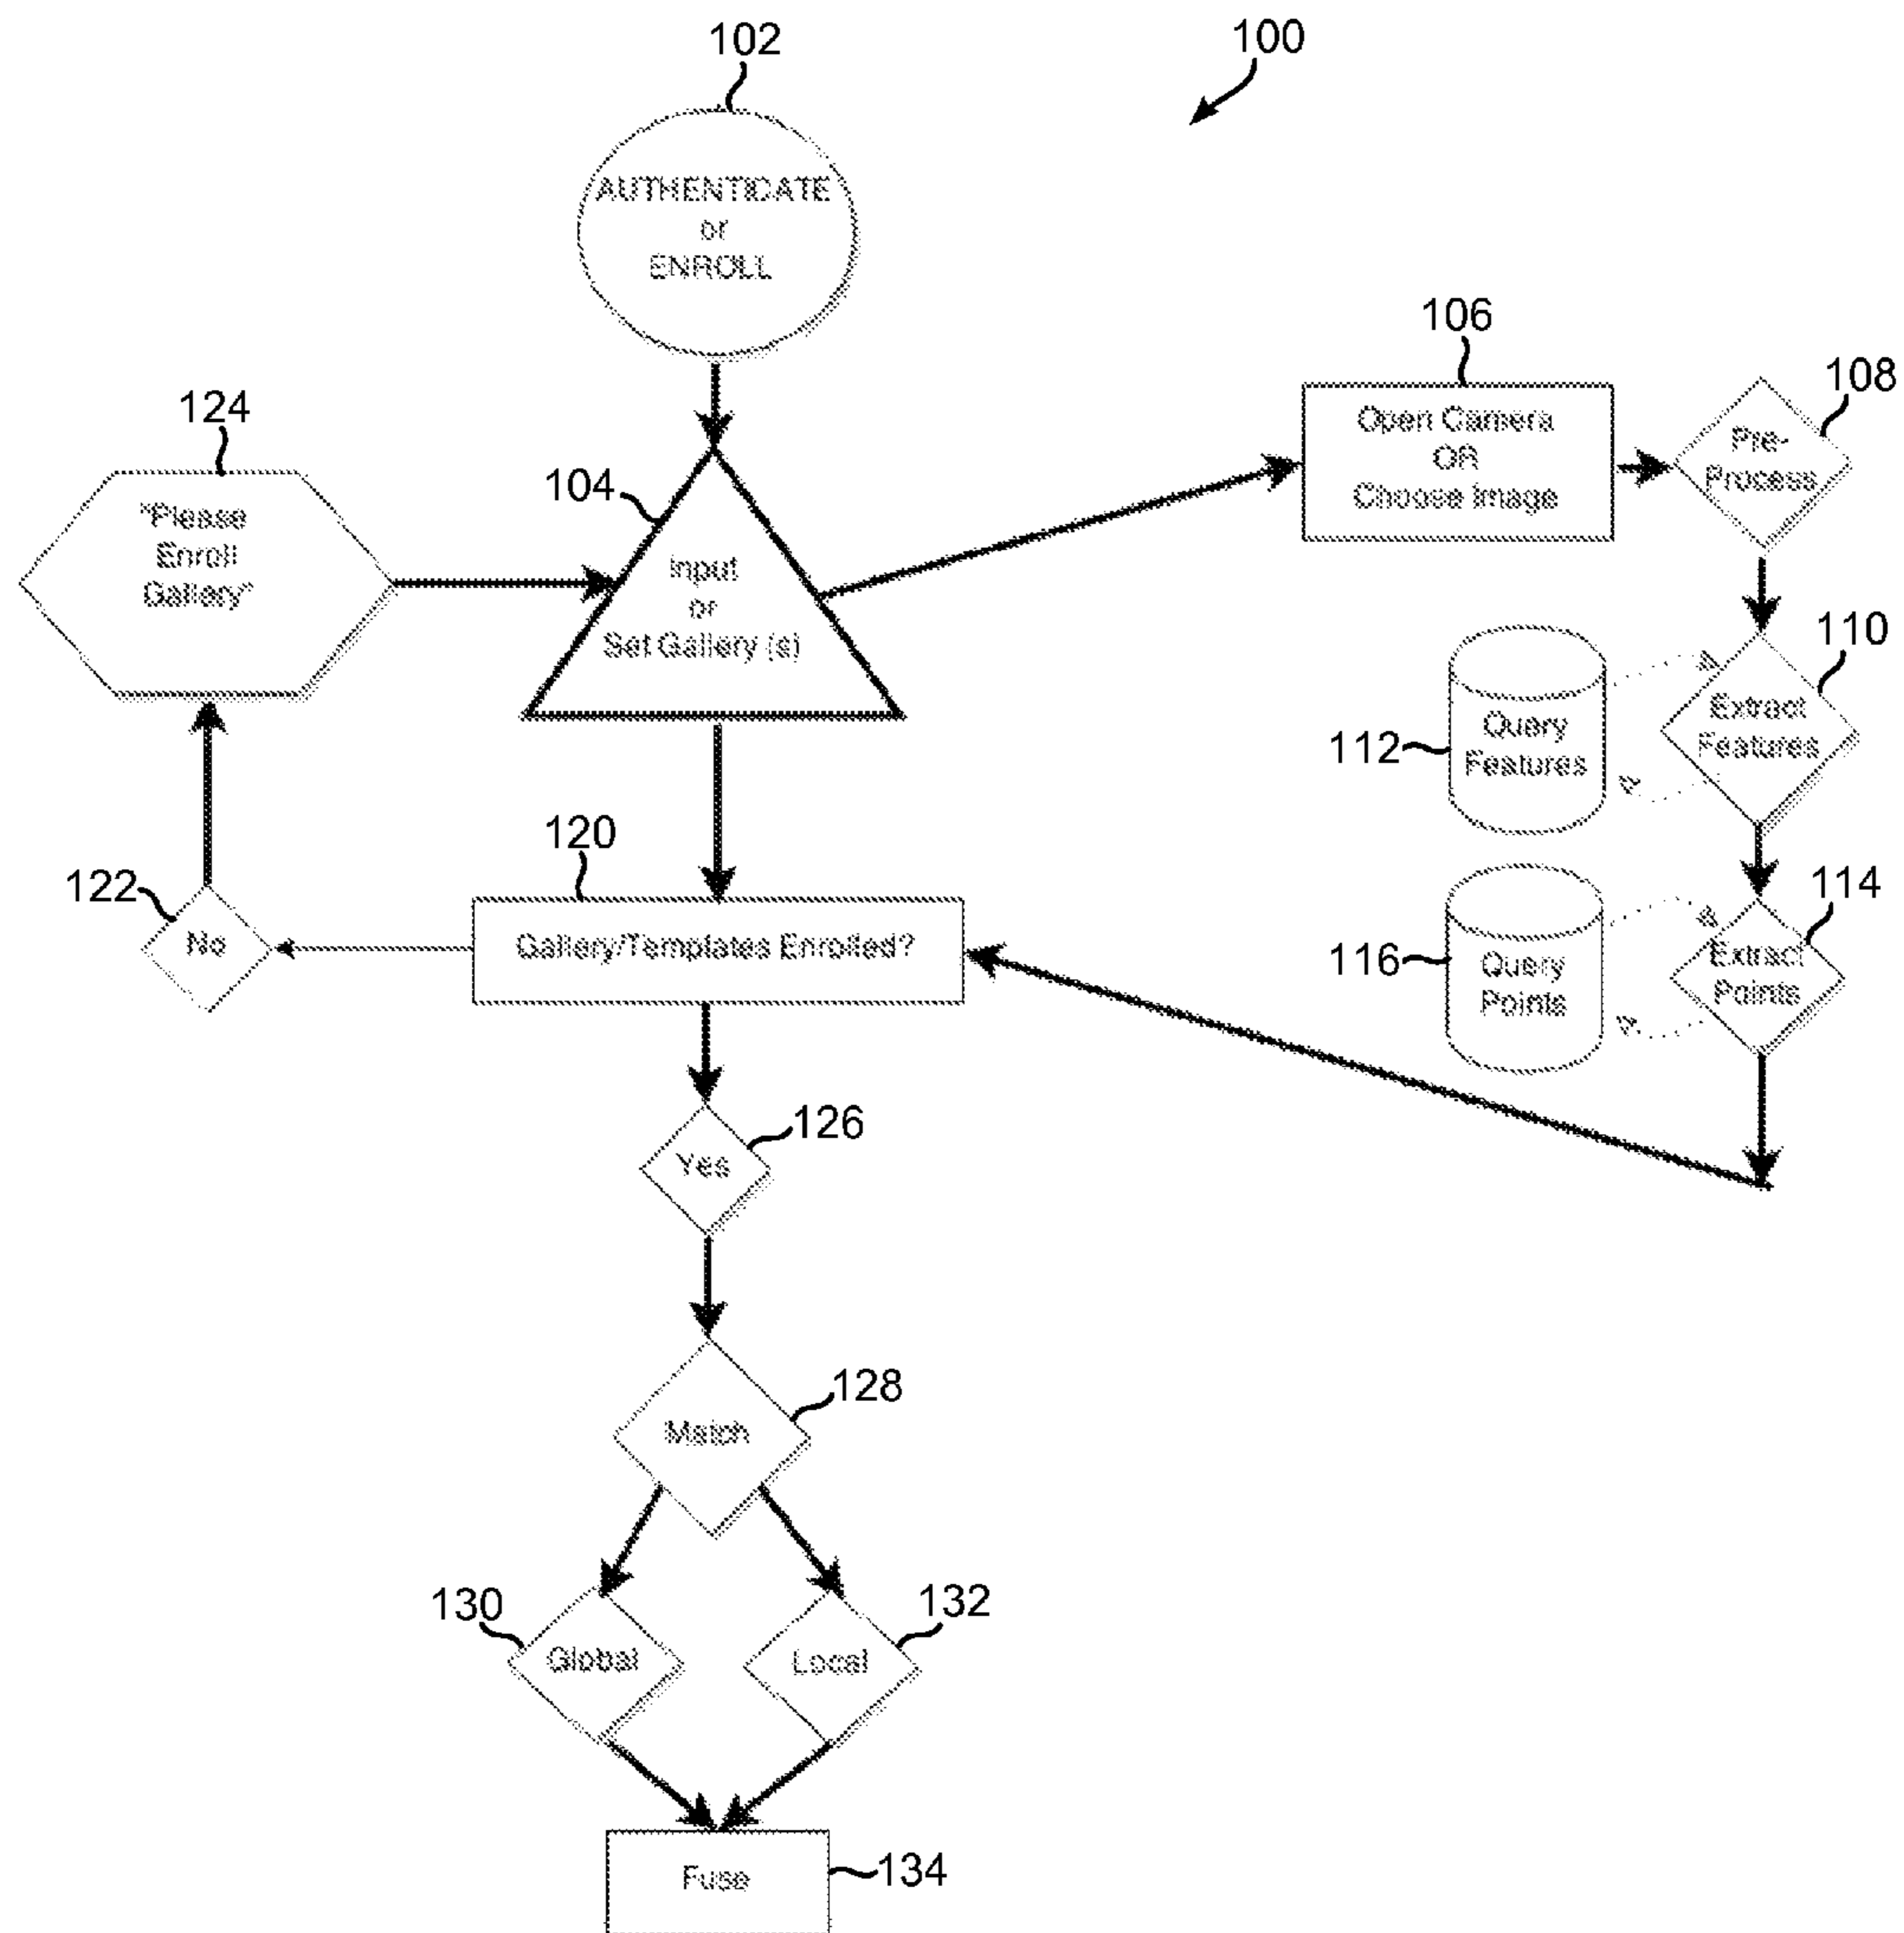 102
100
AUTHENTICATE
or
ENROLL
106
Open Camera
OR
Choose Image
108
Pre-
Process
124
"Please
Enroll
Gallery"
104
Input
or
Set Gallery (s)
110
Extract
Features
112
Query
Features
120
Gallery/Templates Enrolled?
122
No
114
Extract
Points
116
Query
Points
126
Yes
128
Match
130
Global
132
Local
Fuse
134